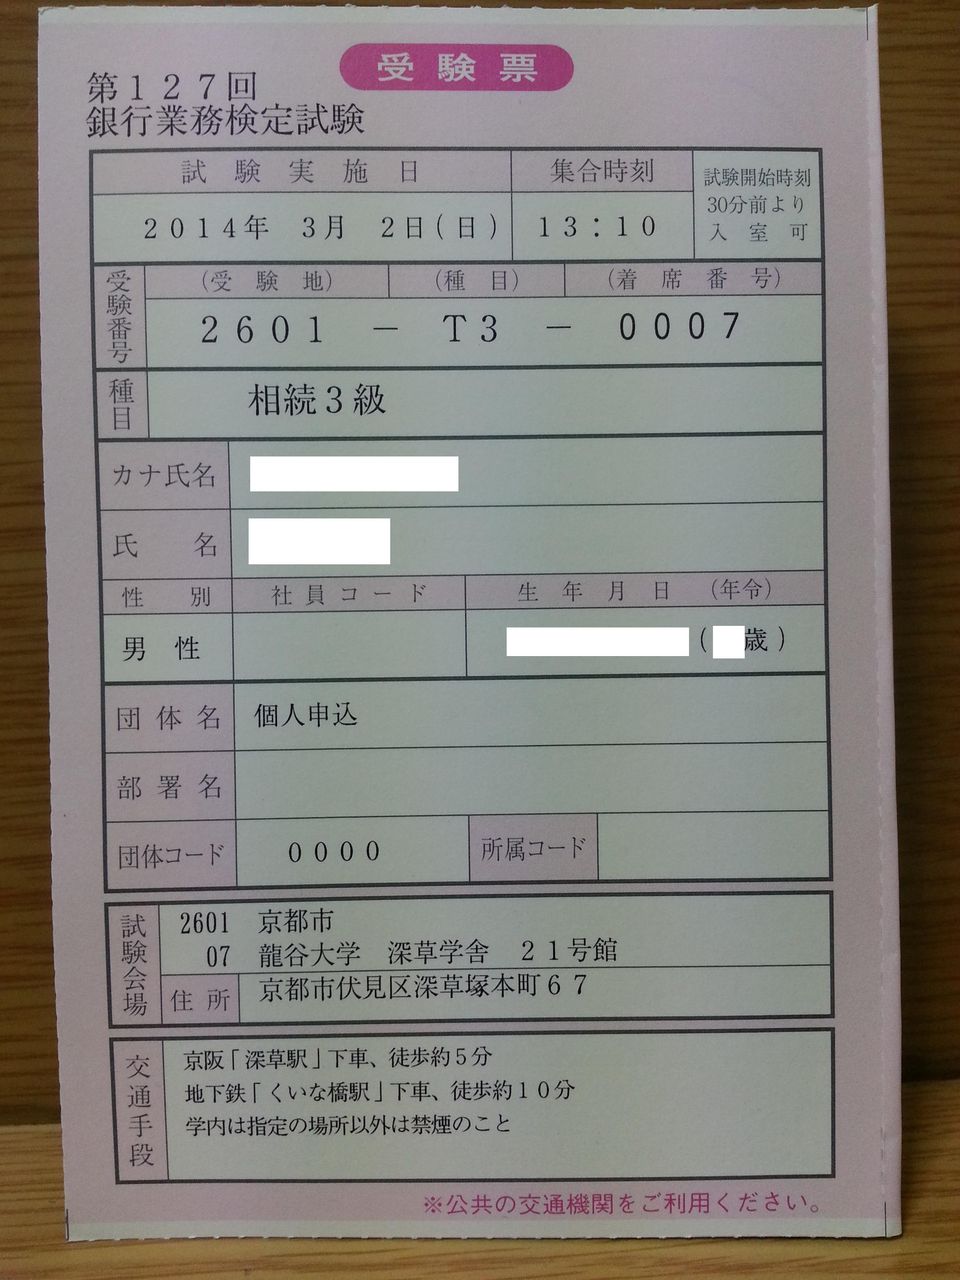 受験票
第１２７回
銀行業務検定試験
試験実施日
集合時刻
試験開始時刻
30分前より
入室可
２０１４年　３月　２日(日)
１３：１０
受験番号
(受験地)
(種目)
(着席番号)
２６０１　－　Ｔ３　－　０００７
種目
相続３級
カナ氏名
氏名
性別
社員コード
生年月日　(年令)
男性
(　歳)
団体名
個人申込
部署名
団体コード
００００
所属コード
試験会場
2601　京都市
07　龍谷大学　深草学舎　２１号館
住所
京都市伏見区深草塚本町６７
交通手段
京阪「深草駅」下車、徒歩約５分
地下鉄「くいな橋駅」下車、徒歩約１０分
学内は指定の場所以外は禁煙のこと
※公共の交通機関をご利用ください。